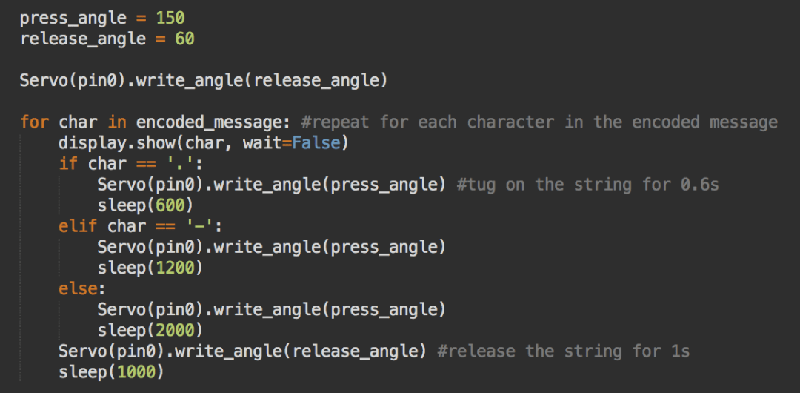 press_angle = 150
release_angle = 60

Servo(pin0).write_angle(release_angle)

for char in encoded_message: #repeat for each character in the encoded message
    display.show(char, wait=False)
    if char == '.':
        Servo(pin0).write_angle(press_angle) #tug on the string for 0.6s
        sleep(600)
    elif char == '-':
        Servo(pin0).write_angle(press_angle)
        sleep(1200)
    else:
        Servo(pin0).write_angle(press_angle)
        sleep(2000)
    Servo(pin0).write_angle(release_angle) #release the string for 1s
    sleep(1000)